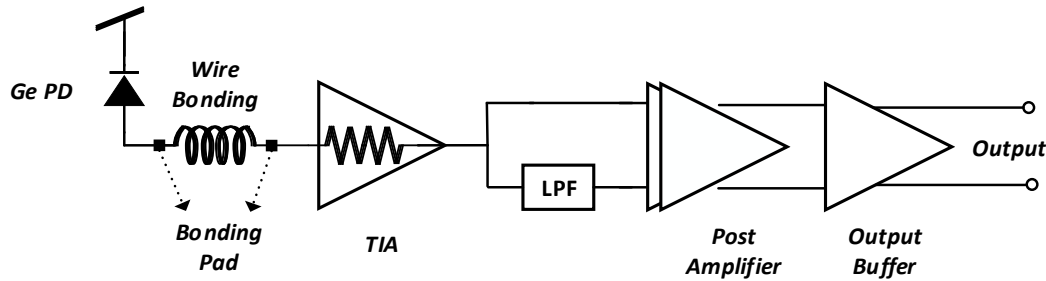 Ge PD
Wire
Bonding
Bonding
Pad
TIA
LPF
Post
Amplifier
Output
Buffer
Output